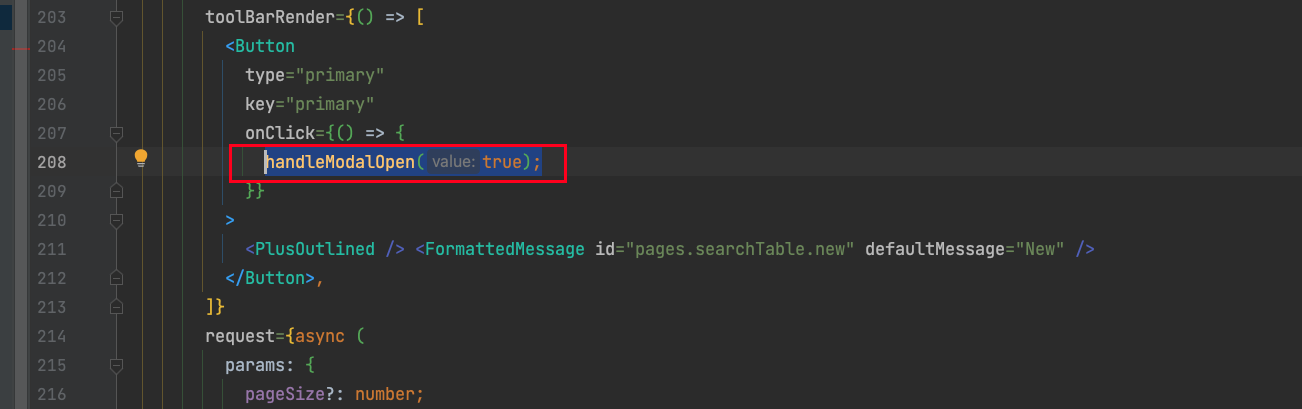 203 toolBarRender={() => [
204 <Button
205 type="primary"
206 key="primary"
207 onClick={() => {
208 handleModalOpen( value: true);
209 }}
210 >
211 <PlusOutlined /> <FormattedMessage id="pages.searchTable.new" defaultMessage="New" />
212 </Button>,
213 ]}
214 request={async (
215 params: {
216 pageSize?: number;